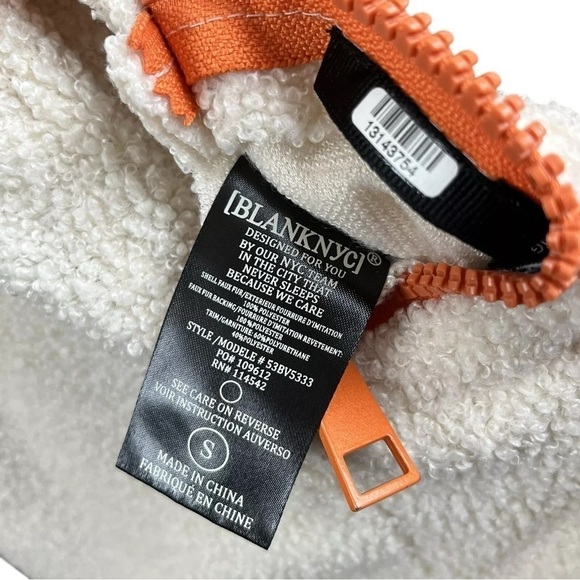 13143754
[BLANKNYC]®
DESIGNED FOR YOU
BY OUR NYC TEAM
IN THE CITY THAT
NEVER SLEEPS
BECAUSE WE CARE
SHELL FAUX FUR/EXTERIEUR FOURRURE D'IMITATION
100% POLYESTER
FAUX FUR BACKING/FOURRURE D'IMITATION REVETEMENT:
100% POLYESTER
TRIM/GARNITURE: 60% POLYURETHANE
40% POLYESTER
STYLE /MODELE # 53BV5333
PO# 109612
RN# 114542
SEE CARE ON REVERSE
VOIR INSTRUCTION AUVERSO
S
MADE IN CHINA
FABRIQUÉ EN CHINE